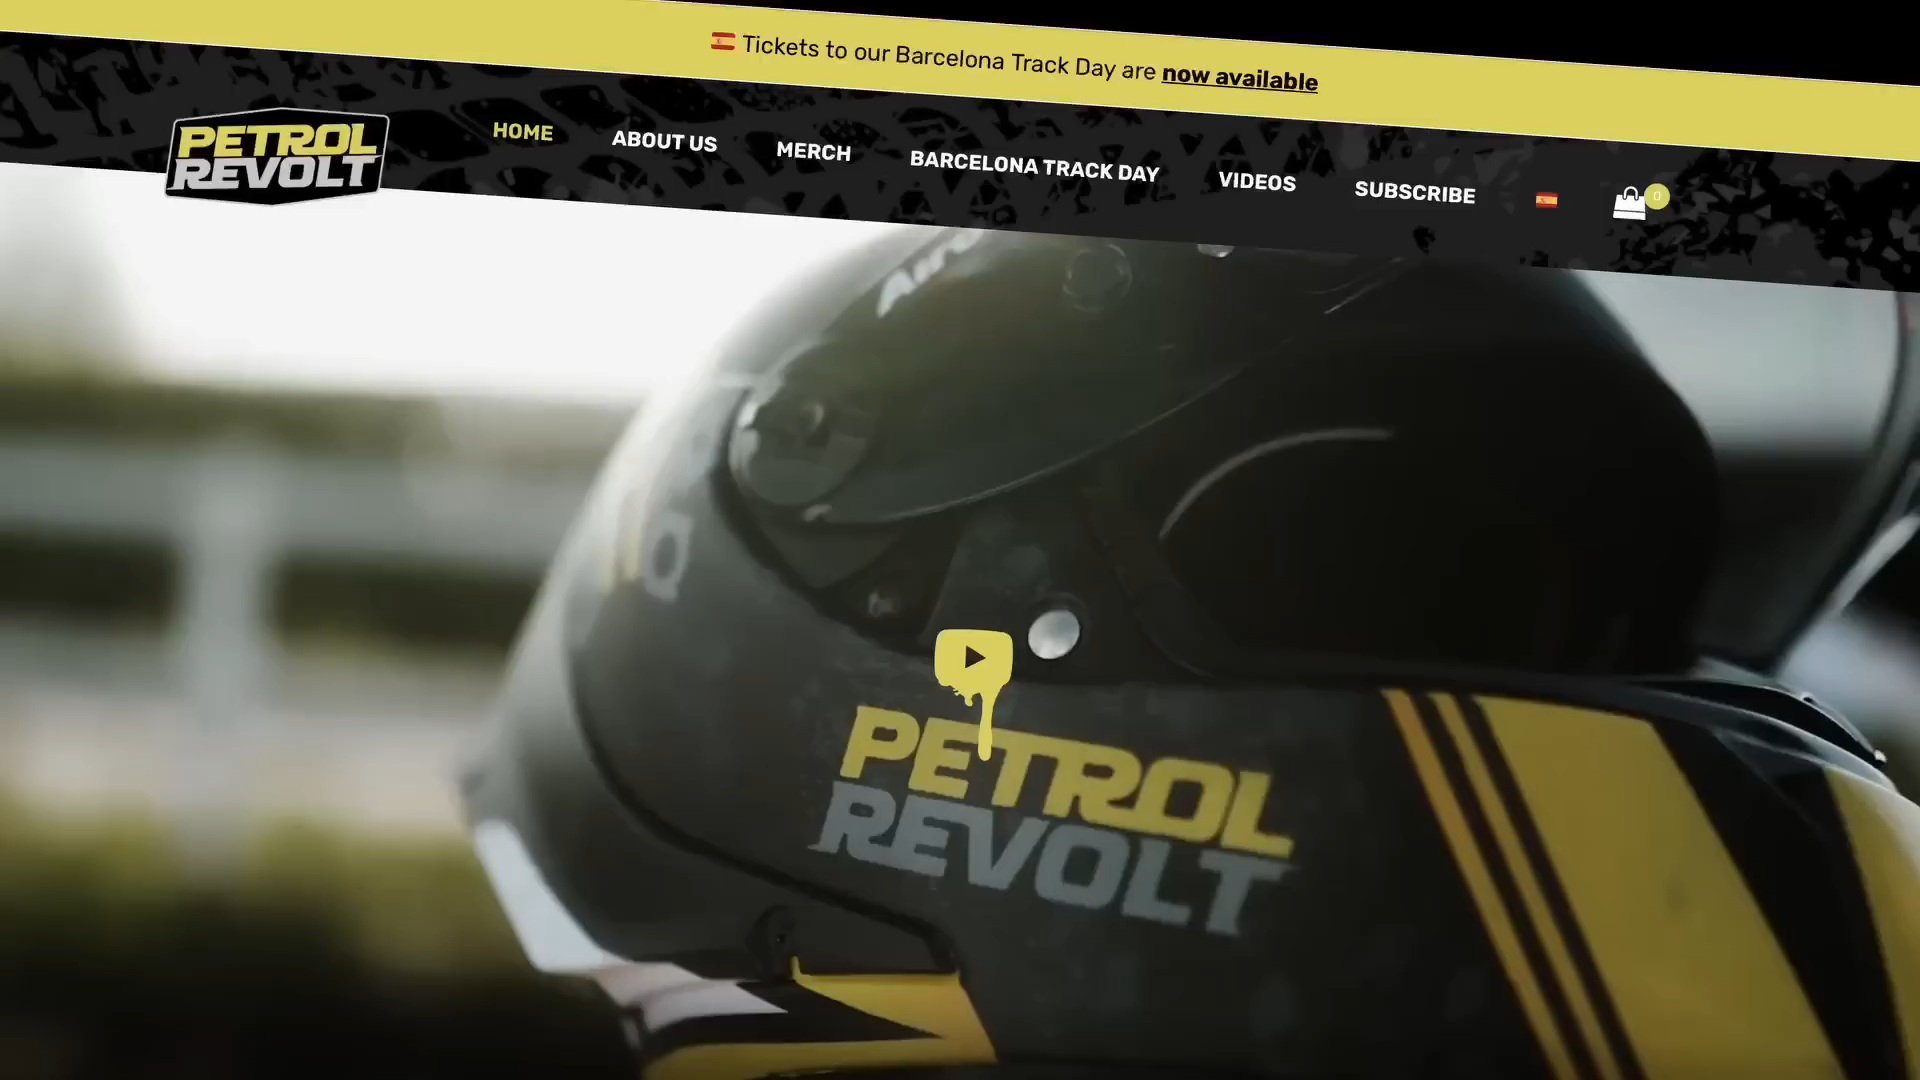 🇪🇸 Tickets to our Barcelona Track Day are now available
PETROL
REVOLT
HOME
ABOUT US
MERCH
BARCELONA TRACK DAY
VIDEOS
SUBSCRIBE
0
PETROL
REVOLT